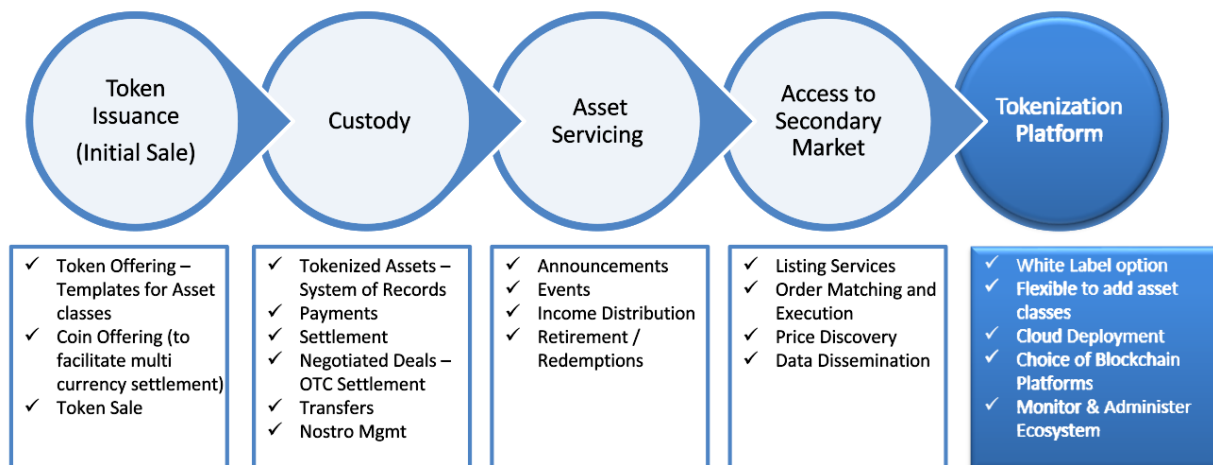 Token
Issuance
(Initial Sale)
Custody
Asset
Servicing
Access to
Secondary
Market
Tokenization
Platform
✓ Token Offering –
Templates for Asset
classes
✓ Coin Offering (to
facilitate multi
currency settlement)
✓ Token Sale
✓ Tokenized Assets –
System of Records
✓ Payments
✓ Settlement
✓ Negotiated Deals –
OTC Settlement
✓ Transfers
✓ Nostro Mgmt
✓ Announcements
✓ Events
✓ Income Distribution
✓ Retirement /
Redemptions
✓ Listing Services
✓ Order Matching and
Execution
✓ Price Discovery
✓ Data Dissemination
✓ White Label option
✓ Flexible to add asset
classes
✓ Cloud Deployment
✓ Choice of Blockchain
Platforms
✓ Monitor & Administer
Ecosystem